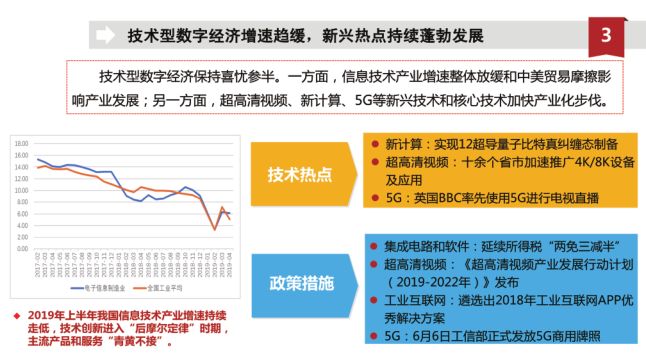 技术型数字经济增速趋缓，新兴热点持续蓬勃发展
3
技术型数字经济保持喜忧参半。一方面，信息技术产业增速整体放缓和中美贸易摩擦影
响产业发展；另一方面，超高清视频、新计算、5G等新兴技术和核心技术加快产业化步伐。
16.00
14.00
12.00
10.00
8.00
6.00
4.00
2.00
0.00
2017-02
2017-03
2017-04
2017-05
2017-06
2017-07
2017-08
2017-09
2017-10
2017-11
2017-12
2018-01
2018-02
2018-03
2018-04
2018-05
2018-06
2018-07
2018-08
2018-09
2018-10
2018-11
2018-12
2019-01
2019-02
2019-03
2019-04
电子信息制造业 全国工业平均
◆ 2019年上半年我国信息技术产业增速持续
走低，技术创新进入“后摩尔定律”时期，
主流产品和服务“青黄不接”。
技术热点
● 新计算：实现12超导量子比特真纠缠态制备
● 超高清视频：十余个省市加速推广4K/8K设备
及应用
● 5G：英国BBC率先使用5G进行电视直播
政策措施
● 集成电路和软件：延续所得税“两免三减半”
● 超高清视频：《超高清视频产业发展行动计划
（2019-2022年）》发布
● 工业互联网：遴选出2018年工业互联网APP优
秀解决方案
● 5G：6月6日工信部正式发放5G商用牌照